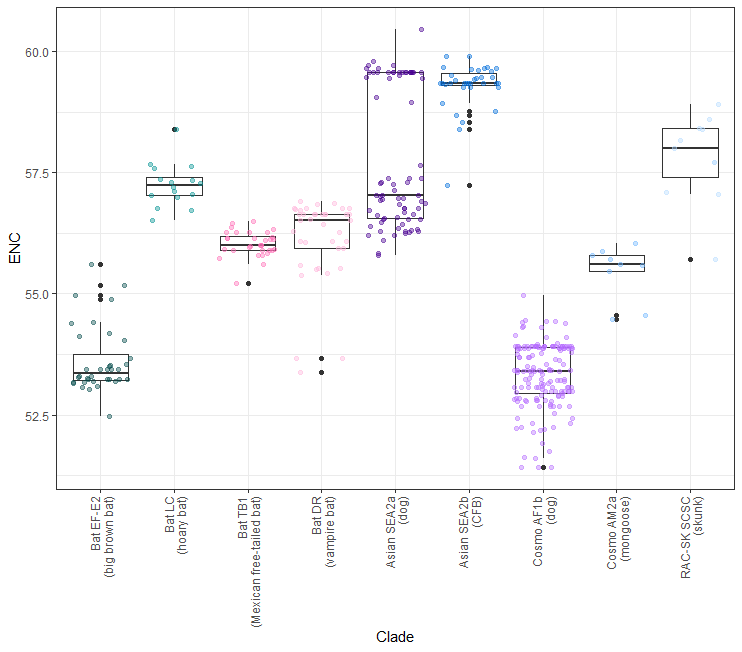 60.0
57.5
55.0
52.5
ENC
Bat EF-E2
(big brown bat)
Bat LC
(hoary bat)
Bat TB1
(Mexican free-tailed bat)
Bat DR
(vampire bat)
Asian SEA2a
(dog)
Asian SEA2b
(CFB)
Cosmo AF1b
(dog)
Cosmo AM2a
(mongoose)
RAC-SK SCSC
(skunk)
Clade